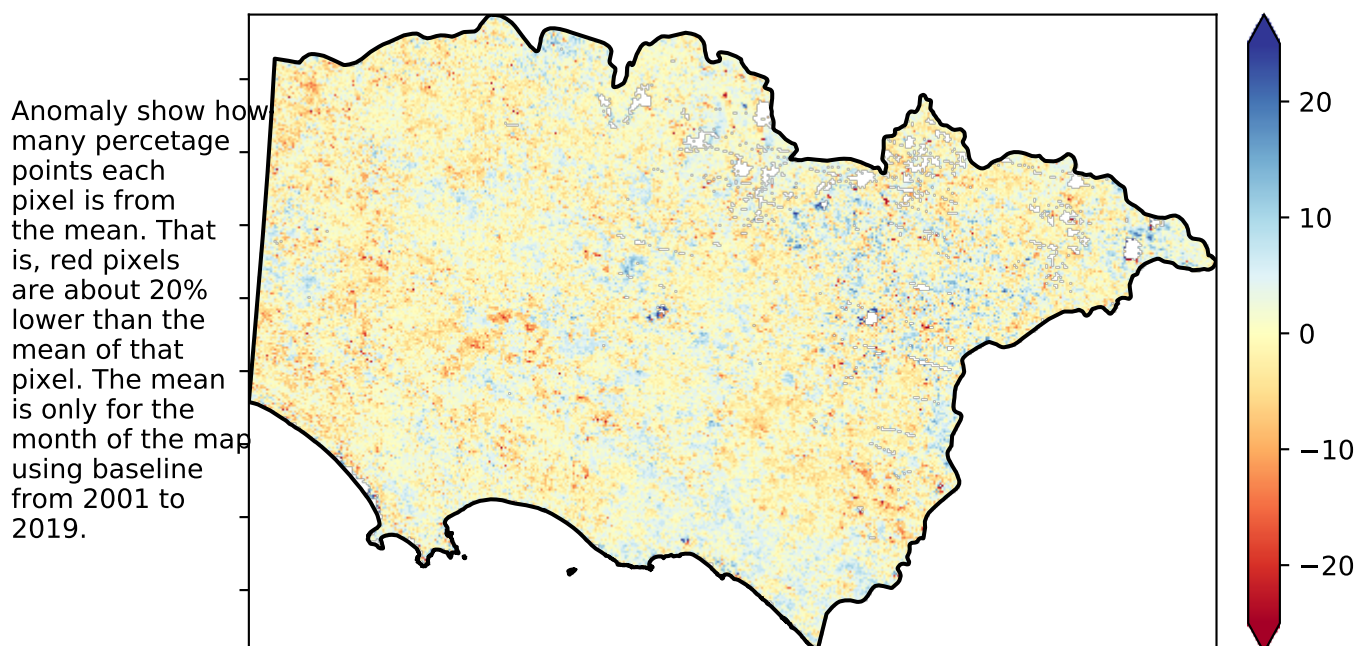 Anomaly show how
many percetage
points each
pixel is from
the mean. That
is, red pixels
are about 20%
lower than the
mean of that
pixel. The mean
is only for the
month of the map
using baseline
from 2001 to
2019.
20
10
0
−10
−20